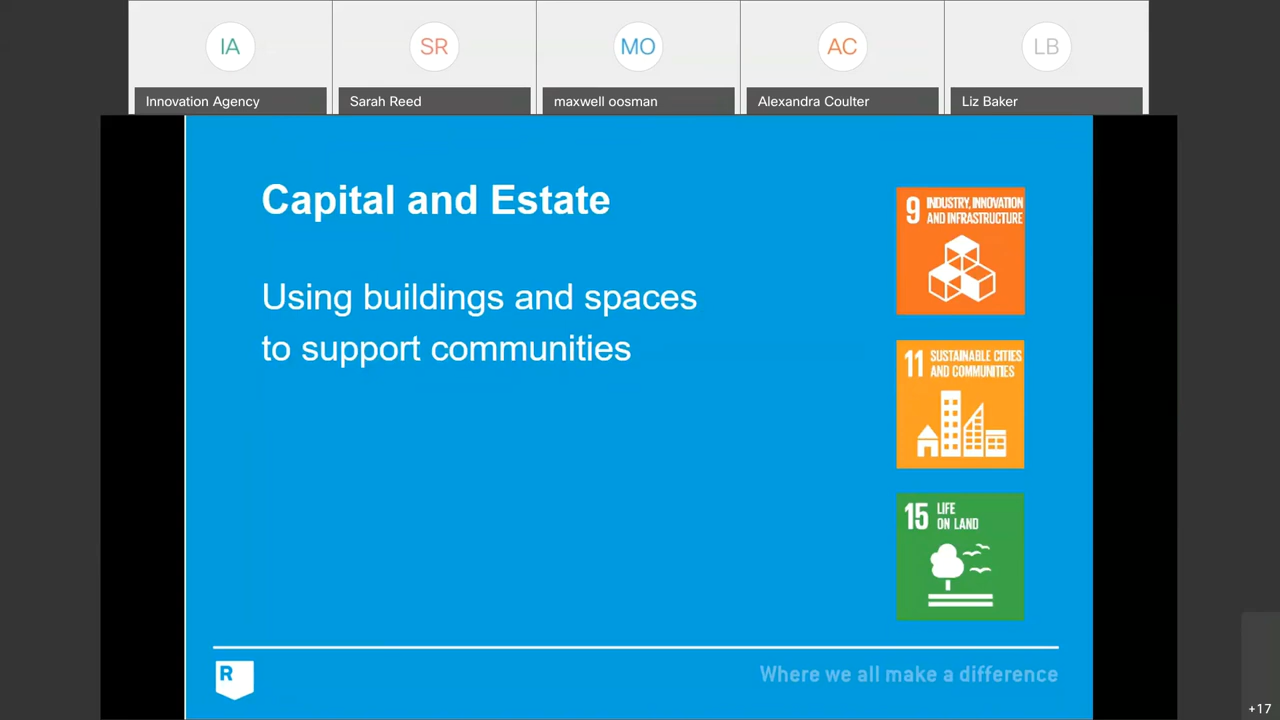 IA
SR
MO
AC
LB
Innovation Agency
Sarah Reed
maxwell oosman
Alexandra Coulter
Liz Baker
Capital and Estate
Using buildings and spaces
to support communities
9 INDUSTRY, INNOVATION
AND INFRASTRUCTURE
11 SUSTAINABLE CITIES
AND COMMUNITIES
15 LIFE
ON LAND
R
Where we all make a difference
+17